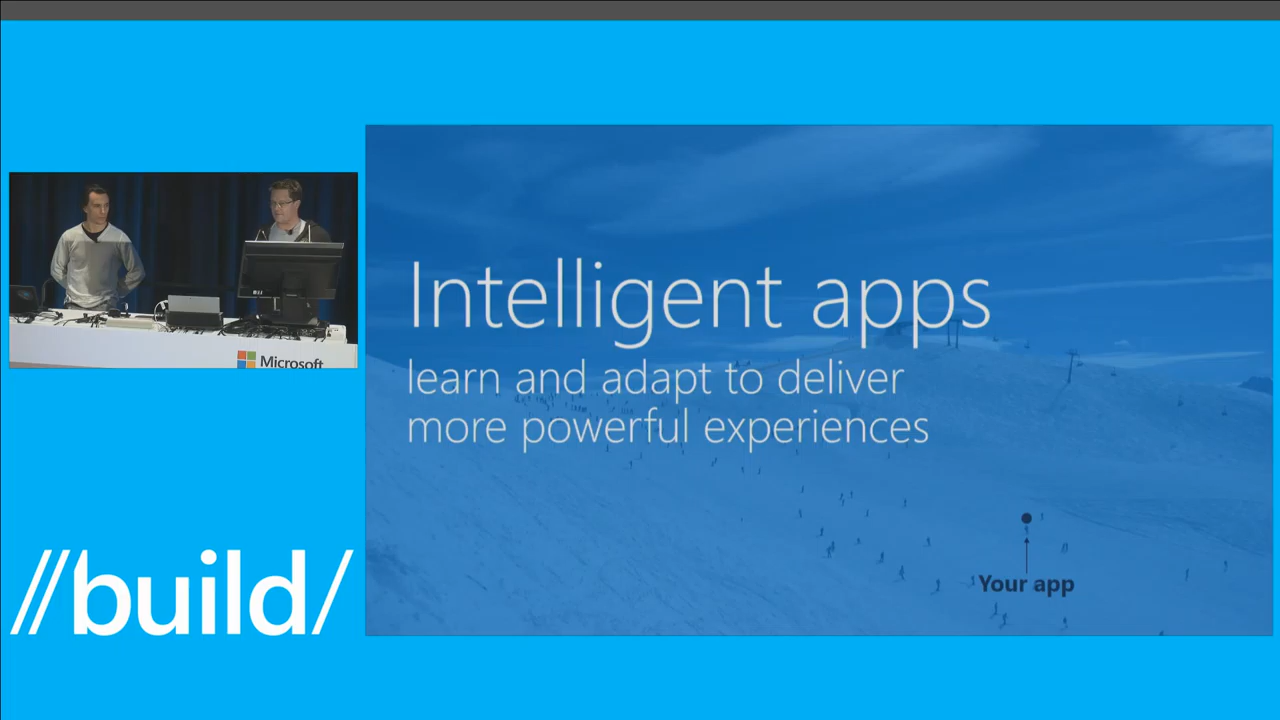 Intelligent apps
learn and adapt to deliver
more powerful experiences
Your app
Microsoft
//build/